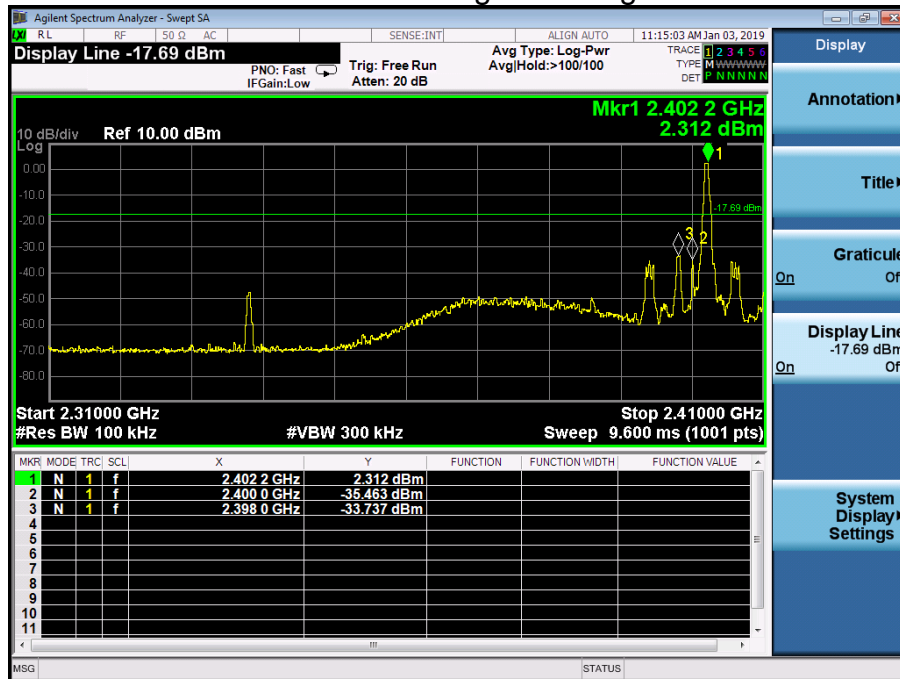 Agilent Spectrum Analyzer - Swept SA
LXI RL RF 50 Ω AC SENSE:INT ALIGN AUTO 11:15:03 AM Jan 03, 2019
Display Line -17.69 dBm
PNO: Fast
IFGain:Low
Trig: Free Run
Atten: 20 dB
Avg Type: Log-Pwr
Avg|Hold:>100/100
TRACE 1 2 3 4 5 6
TYPE M WWWWW
DET P N N N N N
Mkr1 2.402 2 GHz
2.312 dBm
10 dB/div Ref 10.00 dBm
Log
1
0.00
-10.0
-17.69 dBm
-20.0
3 2
-30.0
-40.0
-50.0
-60.0
-70.0
-80.0
Start 2.31000 GHz Stop 2.41000 GHz
#Res BW 100 kHz #VBW 300 kHz Sweep 9.600 ms (1001 pts)
MKR MODE TRC SCL X Y FUNCTION FUNCTION WIDTH FUNCTION VALUE
1 N 1 f 2.402 2 GHz 2.312 dBm
2 N 1 f 2.400 0 GHz -35.463 dBm
3 N 1 f 2.398 0 GHz -33.737 dBm
4
5
6
7
8
9
10
11
MSG STATUS
Display
Annotation
Title
Graticule
On Of
Display Line
-17.69 dBm
On Of
System
Display
Settings